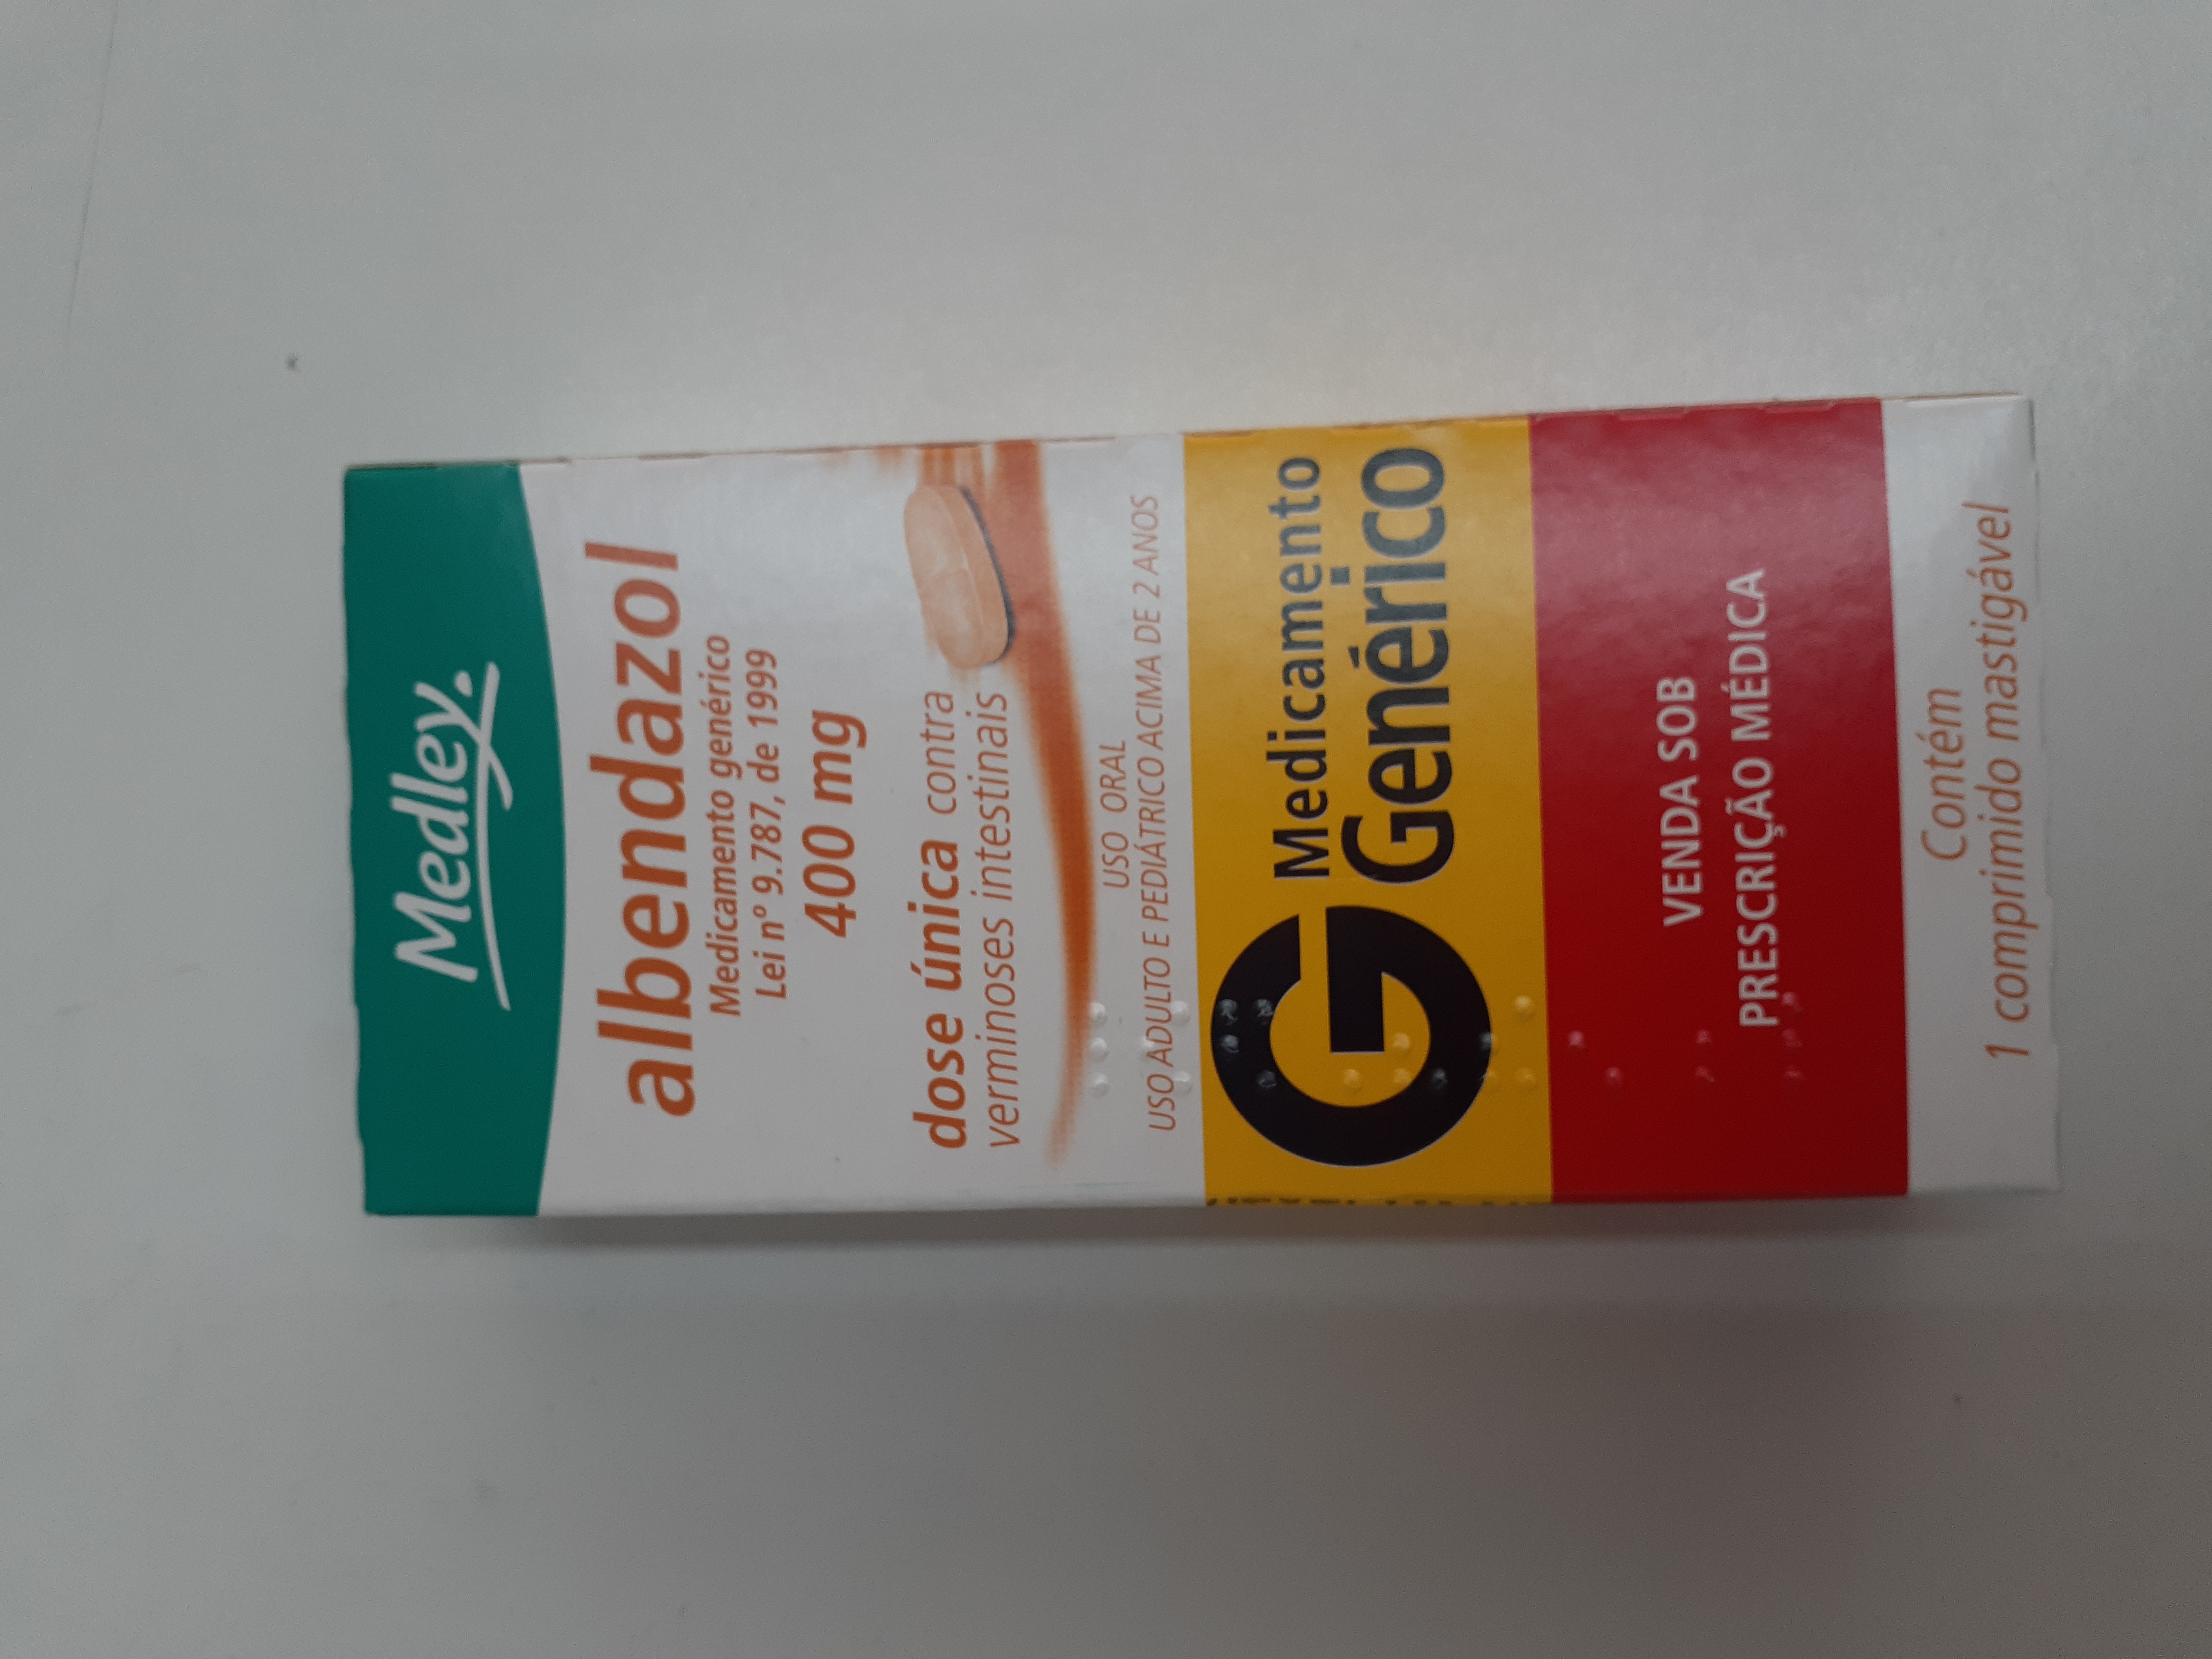 Medley.
albendazol
Medicamento genérico
Lei nº 9.787, de 1999
400 mg
dose única contra
verminoses intestinais
USO ORAL
USO ADULTO E PEDIÁTRICO ACIMA DE 2 ANOS
G Medicamento
Genérico
VENDA SOB
PRESCRIÇÃO MÉDICA
Contém
1 comprimido mastigável